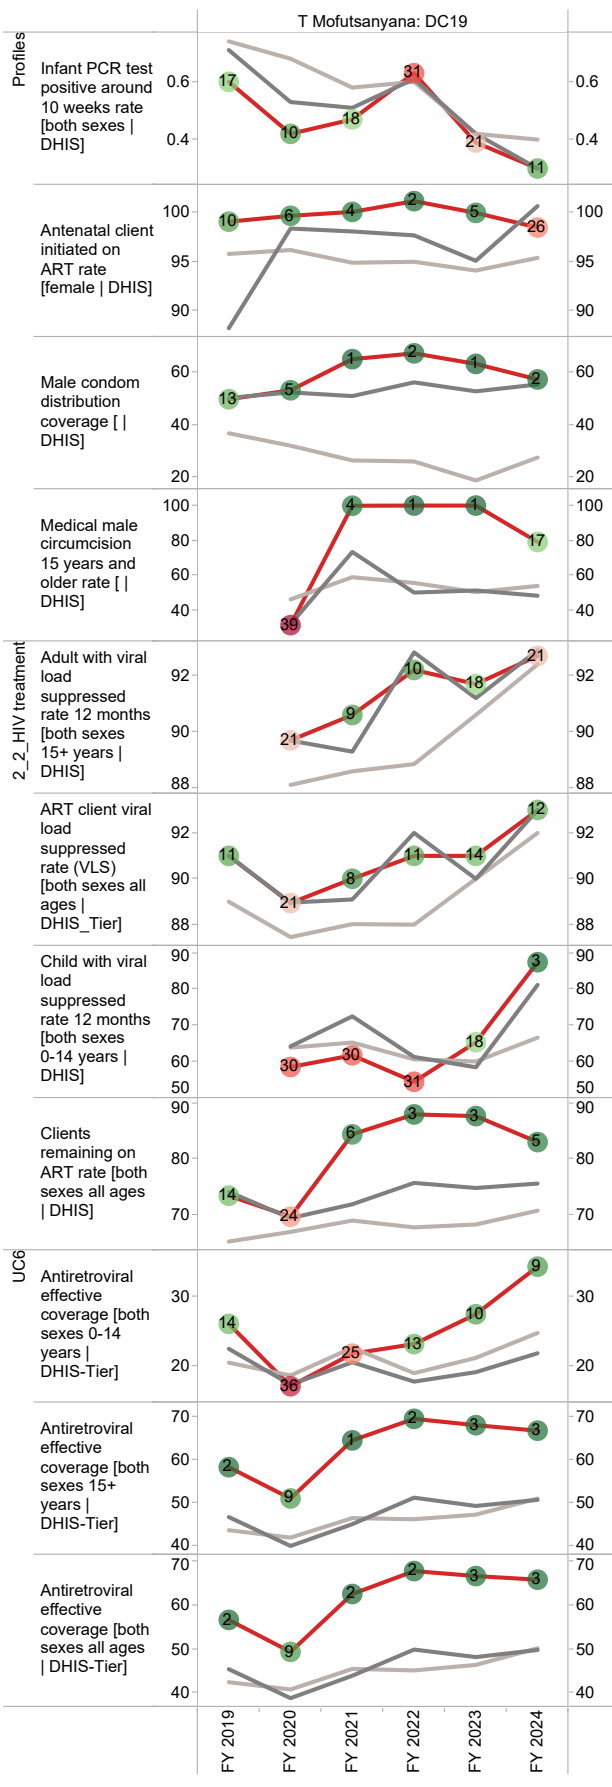 T Mofutsanyana: DC19
Profiles
Infant PCR test
positive around
10 weeks rate
[both sexes |
DHIS]
0.6
0.4
17
10
18
31
21
11
0.6
0.4
Antenatal client
initiated on
ART rate
[female | DHIS]
100
95
90
10
6
4
2
5
26
100
95
90
Male condom
distribution
coverage [ |
DHIS]
60
40
20
13
5
1
2
1
2
60
40
20
Medical male
circumcision
15 years and
older rate [ |
DHIS]
100
80
60
40
39
4
1
1
17
100
80
60
40
2_2_HIV treatment
Adult with viral
load
suppressed
rate 12 months
[both sexes
15+ years |
DHIS]
92
90
88
21
9
10
18
21
92
90
88
ART client viral
load
suppressed
rate (VLS)
[both sexes all
ages |
DHIS_Tier]
92
90
88
11
21
8
11
14
12
92
90
88
Child with viral
load
suppressed
rate 12 months
[both sexes
0-14 years |
DHIS]
90
80
70
60
50
30
30
31
18
3
90
80
70
60
50
Clients
remaining on
ART rate [both
sexes all ages
| DHIS]
90
80
70
14
24
6
3
3
5
90
80
70
UC6
Antiretroviral
effective
coverage [both
sexes 0-14
years |
DHIS-Tier]
30
20
14
36
25
13
10
9
30
20
Antiretroviral
effective
coverage [both
sexes 15+
years |
DHIS-Tier]
70
60
50
40
2
9
1
2
3
3
70
60
50
40
Antiretroviral
effective
coverage [both
sexes all ages
| DHIS-Tier]
70
60
50
40
2
9
2
2
3
3
70
60
50
40
FY 2019
FY 2020
FY 2021
FY 2022
FY 2023
FY 2024